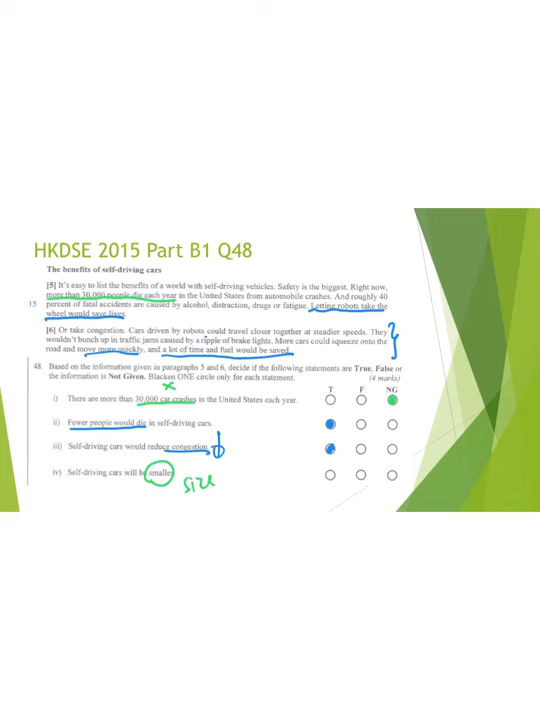 HKDSE 2015 Part B1 Q48
The benefits of self-driving cars
[5] It's easy to list the benefits of a world with self-driving vehicles. Safety is the biggest. Right now,
more than 30,000 people die each year in the United States from automobile crashes. And roughly 40
15 percent of fatal accidents are caused by alcohol, distraction, drugs or fatigue. Letting robots take the
wheel would save lives.
[6] Or take congestion. Cars driven by robots could travel closer together at steadier speeds. They
wouldn't bunch up in traffic jams caused by a ripple of brake lights. More cars could squeeze onto the
road and move more quickly, and a lot of time and fuel would be saved.
48. Based on the information given in paragraphs 5 and 6, decide if the following statements are True, False or
the information is Not Given. Blacken ONE circle only for each statement. (4 marks)
T F NG
i) There are more than 30,000 car crashes in the United States each year.
ii) Fewer people would die in self-driving cars.
iii) Self-driving cars would reduce congestion.
iv) Self-driving cars will be smaller.
size